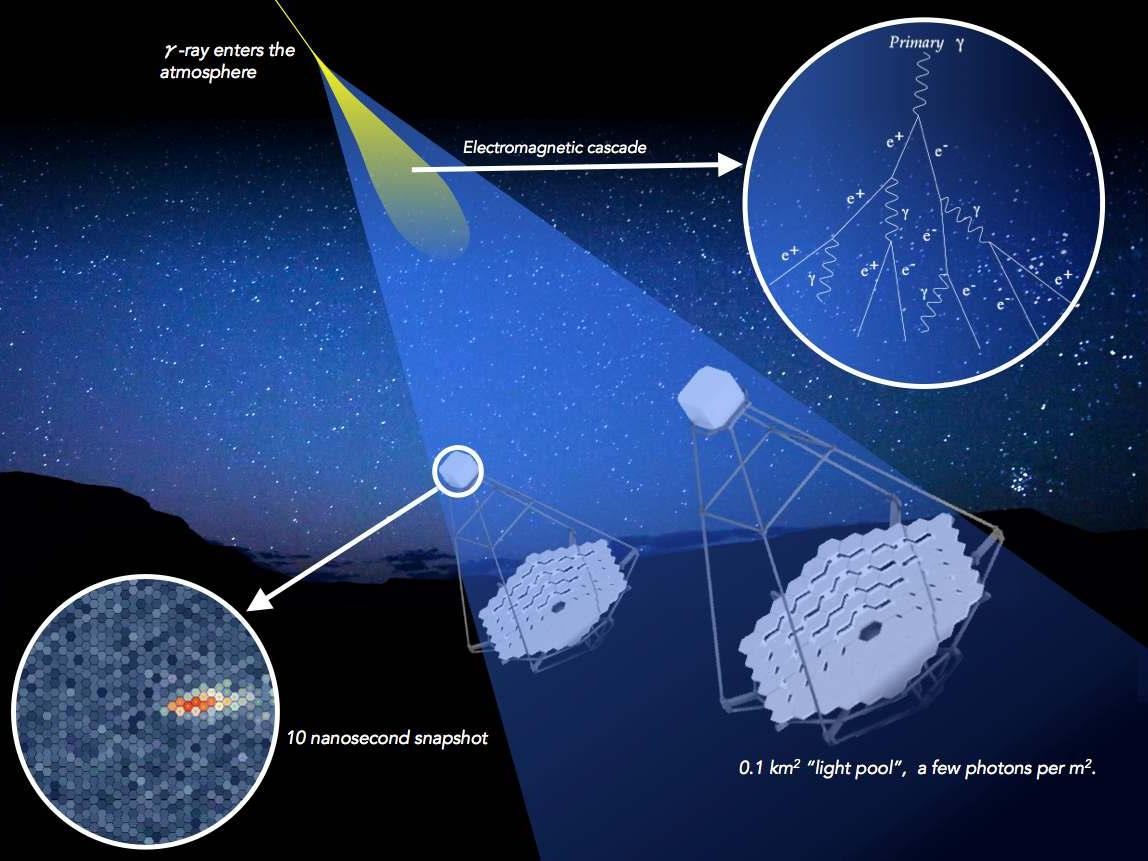 γ-ray enters the
atmosphere
Electromagnetic cascade
Primary γ
e⁺
e⁻
e⁺
γ
γ
e⁻
e⁺
γ
e⁺
e⁻
γ
e⁻
e⁻
e⁺
10 nanosecond snapshot
0.1 km² “light pool”, a few photons per m².